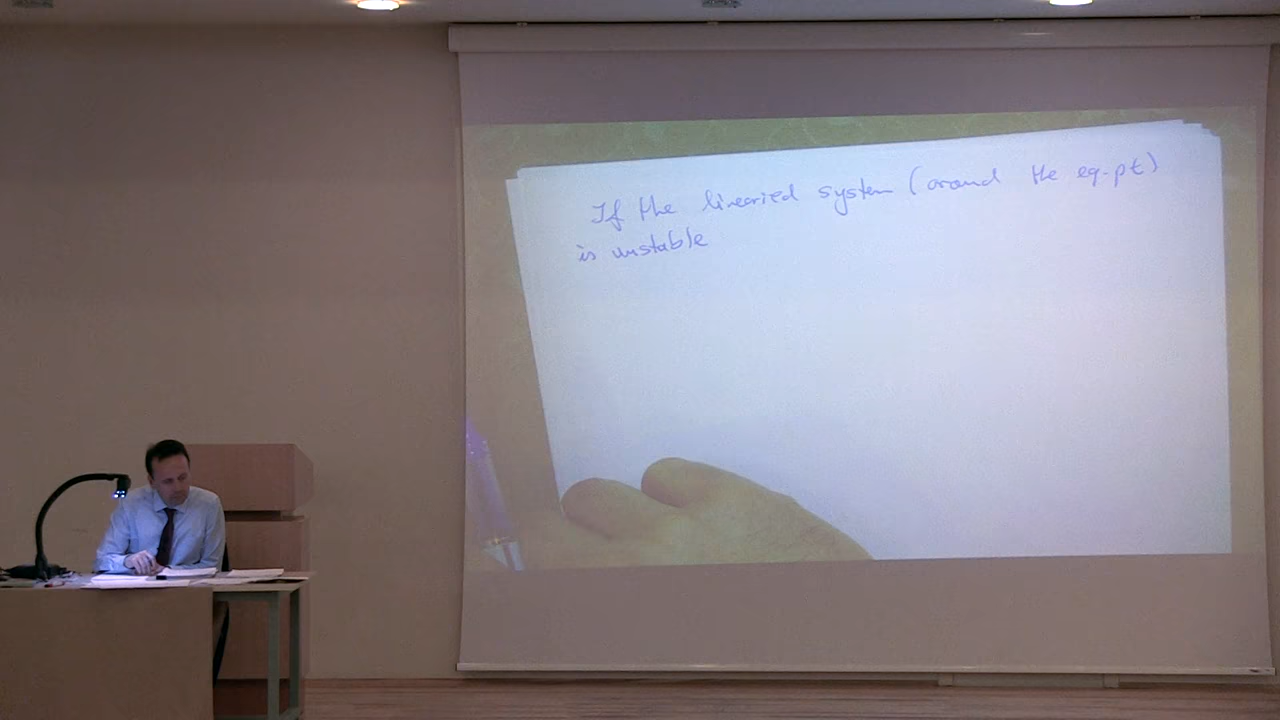 If the linearized system (around the eq. pt)
is unstable